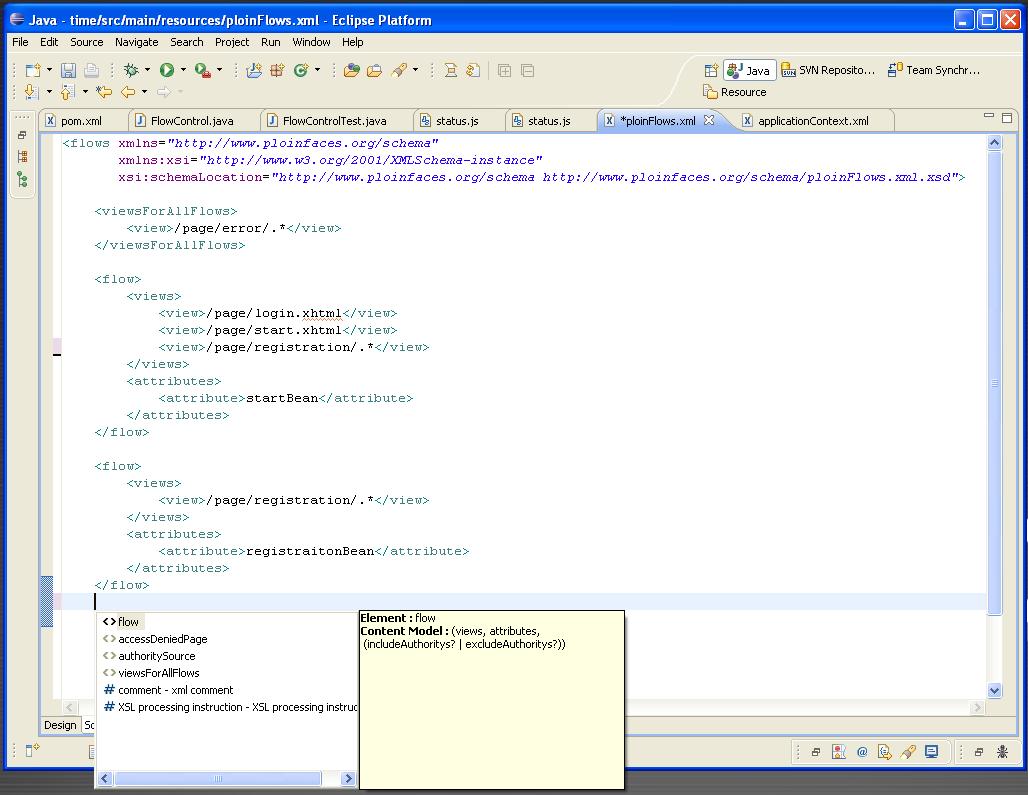 Java - time/src/main/resources/ploinFlows.xml - Eclipse Platform
File Edit Source Navigate Search Project Run Window Help
Java SVN Reposito... Team Synchr...
Resource
pom.xml FlowControl.java FlowControlTest.java status.js status.js *ploinFlows.xml applicationContext.xml
<flows xmlns="http://www.ploinfaces.org/schema"
xmlns:xsi="http://www.w3.org/2001/XMLSchema-instance"
xsi:schemaLocation="http://www.ploinfaces.org/schema http://www.ploinfaces.org/schema/ploinFlows.xml.xsd">
<viewsForAllFlows>
<view>/page/error/.*</view>
</viewsForAllFlows>
<flow>
<views>
<view>/page/login.xhtml</view>
<view>/page/start.xhtml</view>
<view>/page/registration/.*</view>
</views>
<attributes>
<attribute>startBean</attribute>
</attributes>
</flow>
<flow>
<views>
<view>/page/registration/.*</view>
</views>
<attributes>
<attribute>registraitonBean</attribute>
</attributes>
</flow>
<> flow
<> accessDeniedPage
<> authoritySource
<> viewsForAllFlows
# comment - xml comment
# XSL processing instruction - XSL processing instruc
Element : flow
Content Model : (views, attributes,
(includeAuthoritys? | excludeAuthoritys?))
Design So